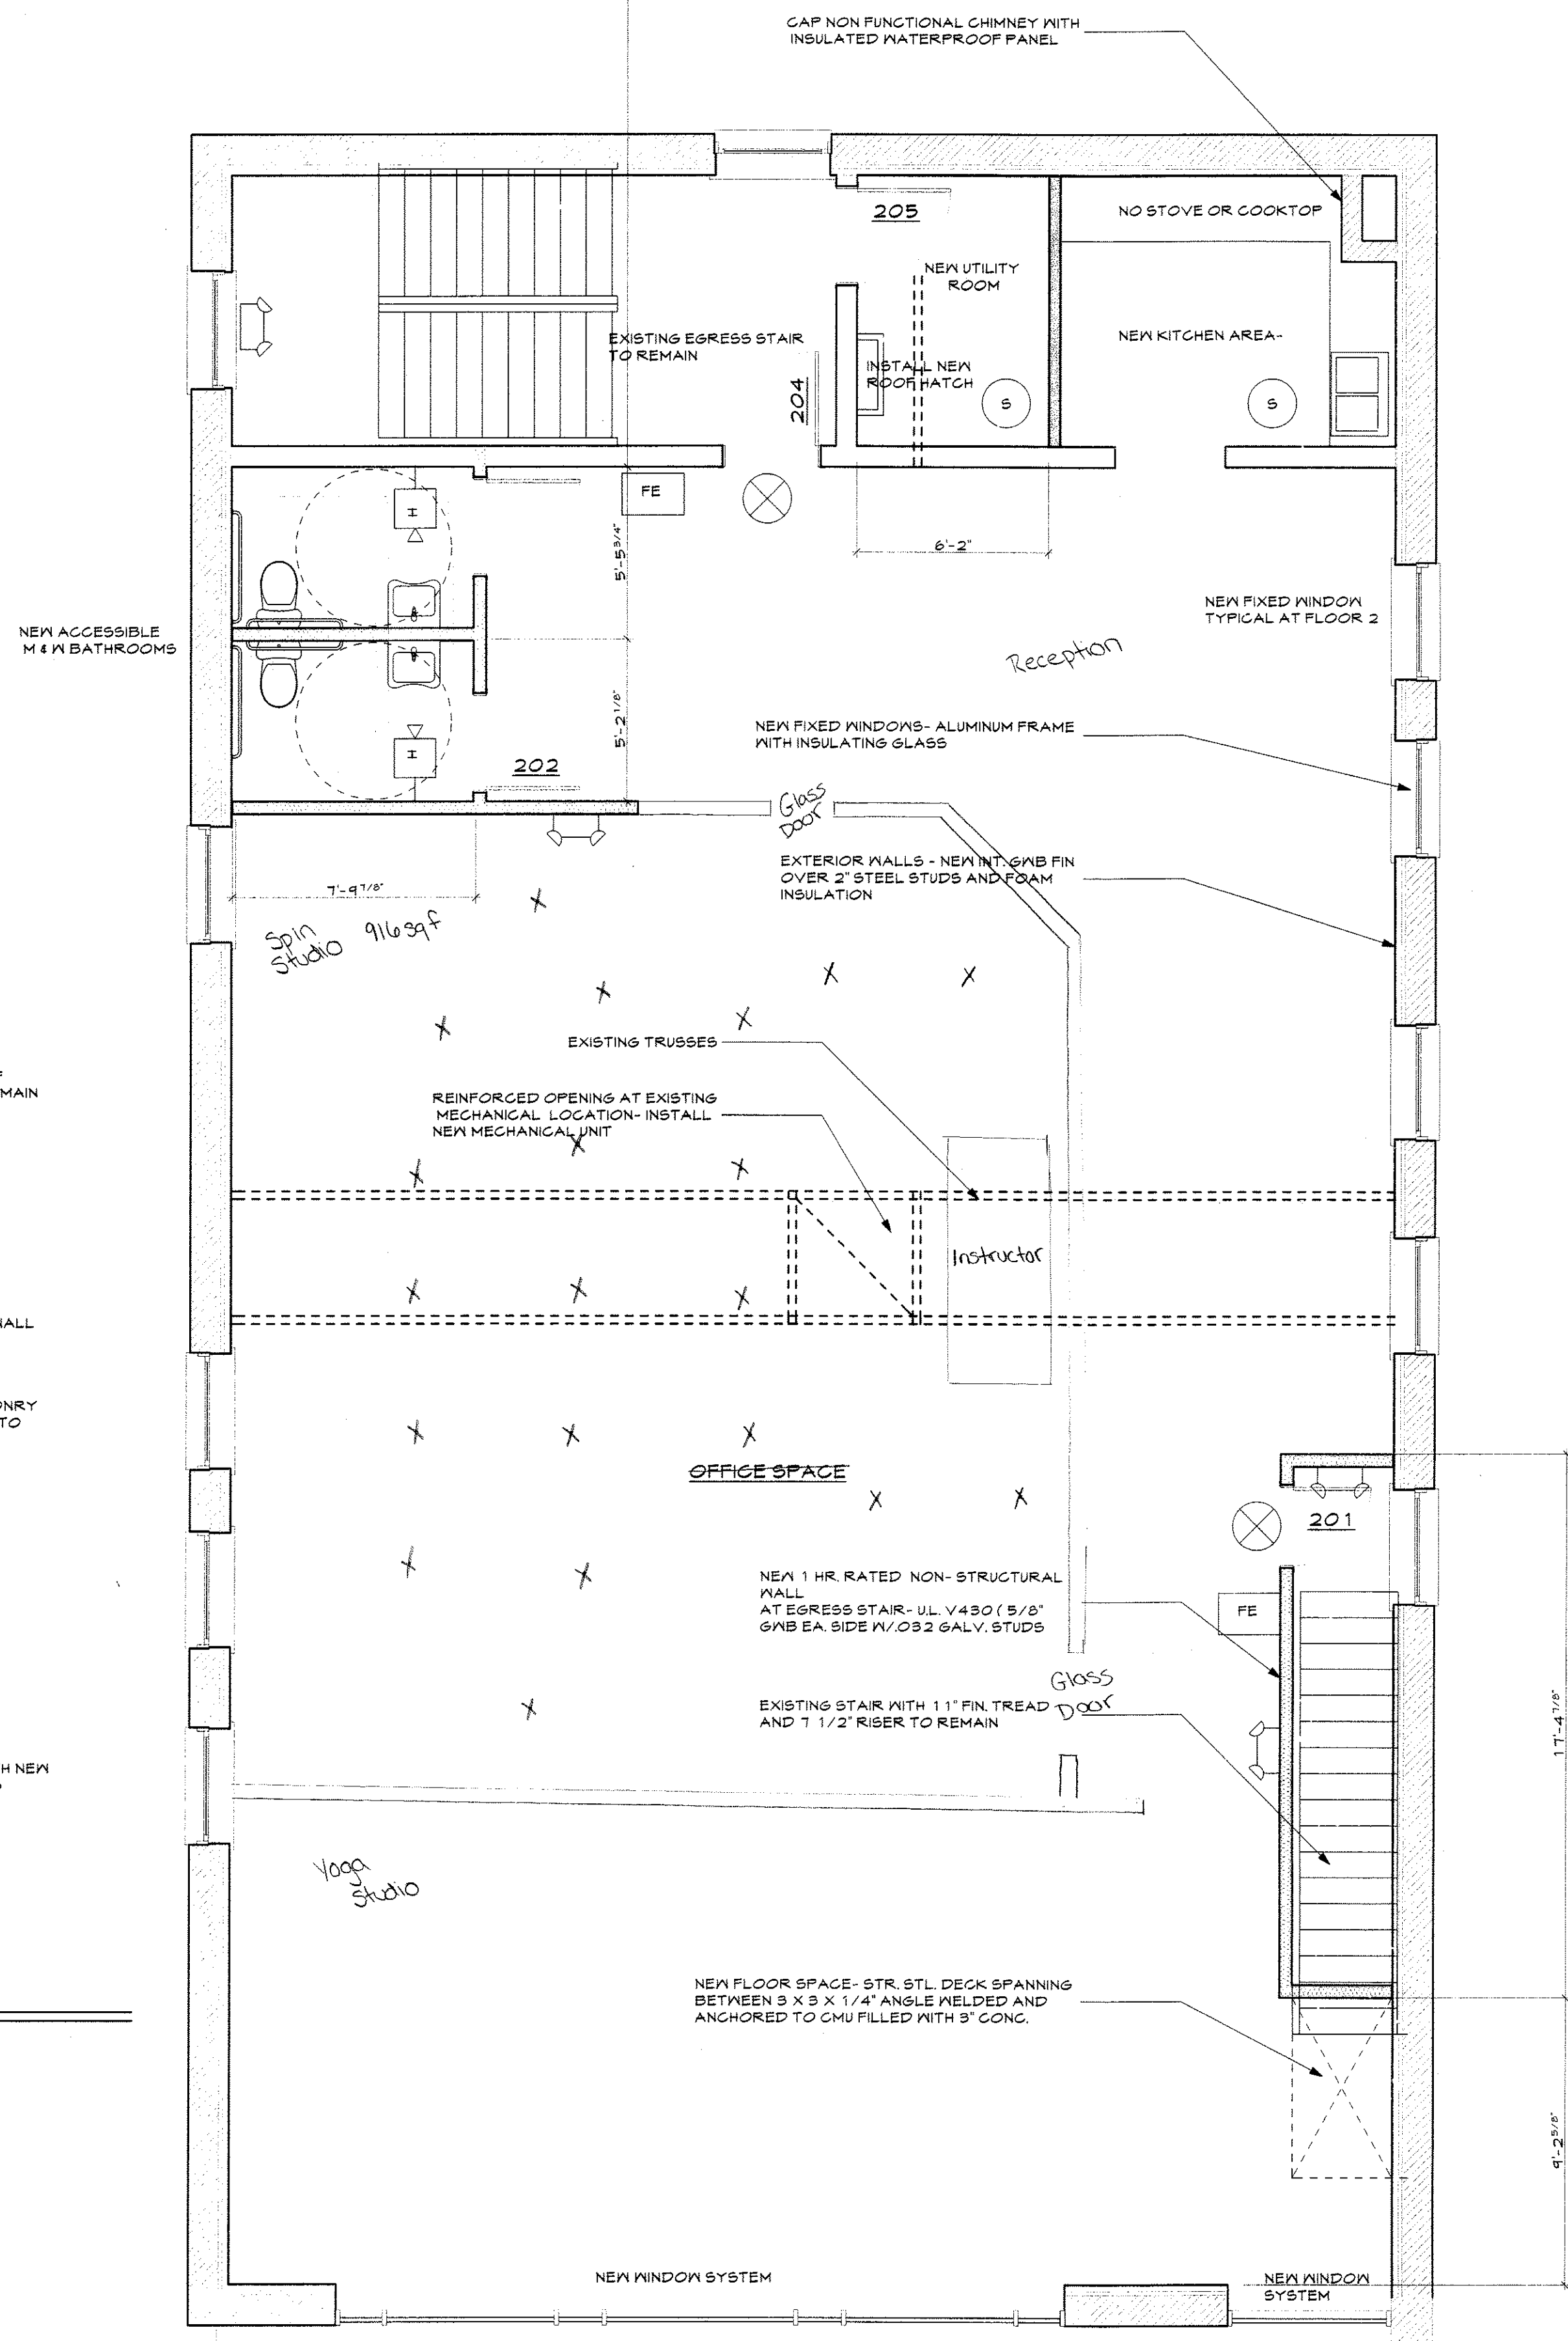 CAP NON FUNCTIONAL CHIMNEY WITH
INSULATED WATERPROOF PANEL
205
NO STOVE OR COOKTOP
NEW UTILITY
ROOM
EXISTING EGRESS STAIR
TO REMAIN
NEW KITCHEN AREA-
INSTALL NEW
ROOF HATCH
204
S
S
FE
I
5'-5 3/4"
6'-2"
NEW FIXED WINDOW
TYPICAL AT FLOOR 2
NEW ACCESSIBLE
M & W BATHROOMS
Reception
5'-2 1/8"
NEW FIXED WINDOWS- ALUMINUM FRAME
WITH INSULATING GLASS
I
202
Glass
Door
EXTERIOR WALLS - NEW INT. GWB FIN
OVER 2" STEEL STUDS AND FOAM
INSULATION
7'-9 7/8"
Spin
Studio
916 sqf
X
X
X
X
X
X
EXISTING TRUSSES
MAIN
REINFORCED OPENING AT EXISTING
MECHANICAL LOCATION- INSTALL
NEW MECHANICAL UNIT
X
X
X
Instructor
X
X
X
WALL
ONRY
TO
X
X
X
OFFICE SPACE
X
X
201
X
X
NEW 1 HR. RATED NON- STRUCTURAL
WALL
AT EGRESS STAIR- U.L. V430 ( 5/8"
GWB EA. SIDE W/.032 GALV. STUDS
FE
Glass
Door
EXISTING STAIR WITH 11" FIN. TREAD
AND 7 1/2" RISER TO REMAIN
X
17'-4 7/8"
H NEW
Yoga
Studio
NEW FLOOR SPACE- STR. STL. DECK SPANNING
BETWEEN 3 X 3 X 1/4" ANGLE WELDED AND
ANCHORED TO CMU FILLED WITH 3" CONC.
9'-2 5/8"
NEW WINDOW SYSTEM
NEW WINDOW
SYSTEM